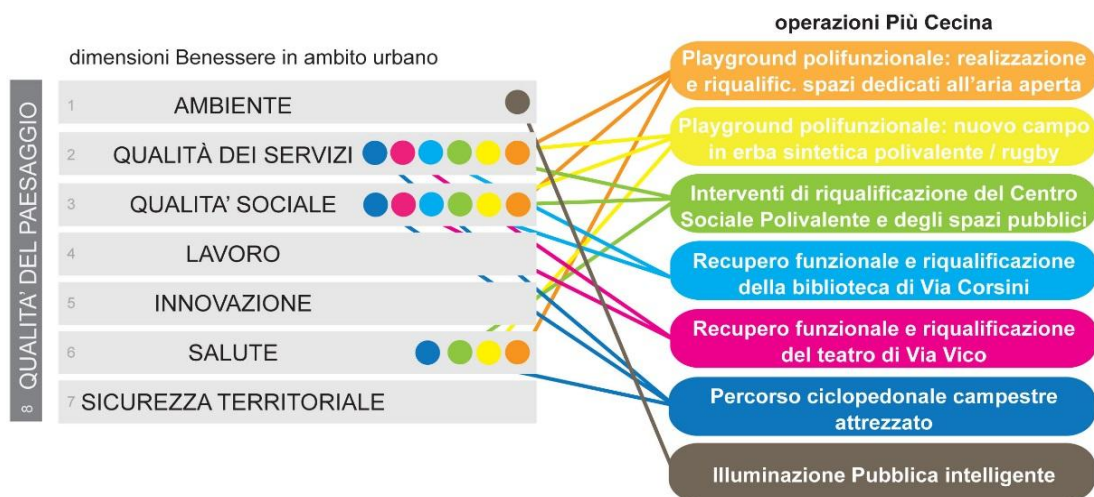 operazioni Più Cecina
dimensioni Benessere in ambito urbano
8 QUALITA' DEL PAESAGGIO
1 AMBIENTE
2 QUALITÀ DEI SERVIZI
3 QUALITA' SOCIALE
4 LAVORO
5 INNOVAZIONE
6 SALUTE
7 SICUREZZA TERRITORIALE
Playground polifunzionale: realizzazione
e riqualific. spazi dedicati all'aria aperta
Playground polifunzionale: nuovo campo
in erba sintetica polivalente / rugby
Interventi di riqualificazione del Centro
Sociale Polivalente e degli spazi pubblici
Recupero funzionale e riqualificazione
della biblioteca di Via Corsini
Recupero funzionale e riqualificazione
del teatro di Via Vico
Percorso ciclopedonale campestre
attrezzato
Illuminazione Pubblica intelligente